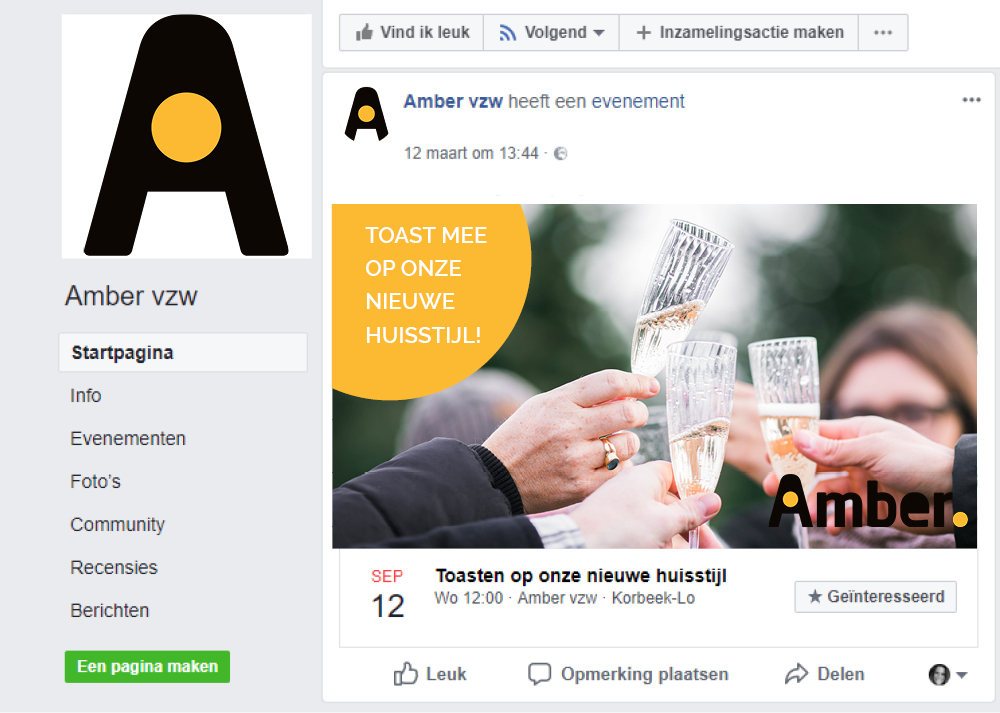 Vind ik leuk
Volgend
Inzamelingsactie maken
Amber vzw heeft een evenement
12 maart om 13:44 ·
TOAST MEE
OP ONZE
NIEUWE
HUISSTIJL!
Amber.
SEP
12
Toasten op onze nieuwe huisstijl
Wo 12:00 · Amber vzw · Korbeek-Lo
Geïnteresseerd
Leuk
Opmerking plaatsen
Delen
A
Amber vzw
Startpagina
Info
Evenementen
Foto's
Community
Recensies
Berichten
Een pagina maken